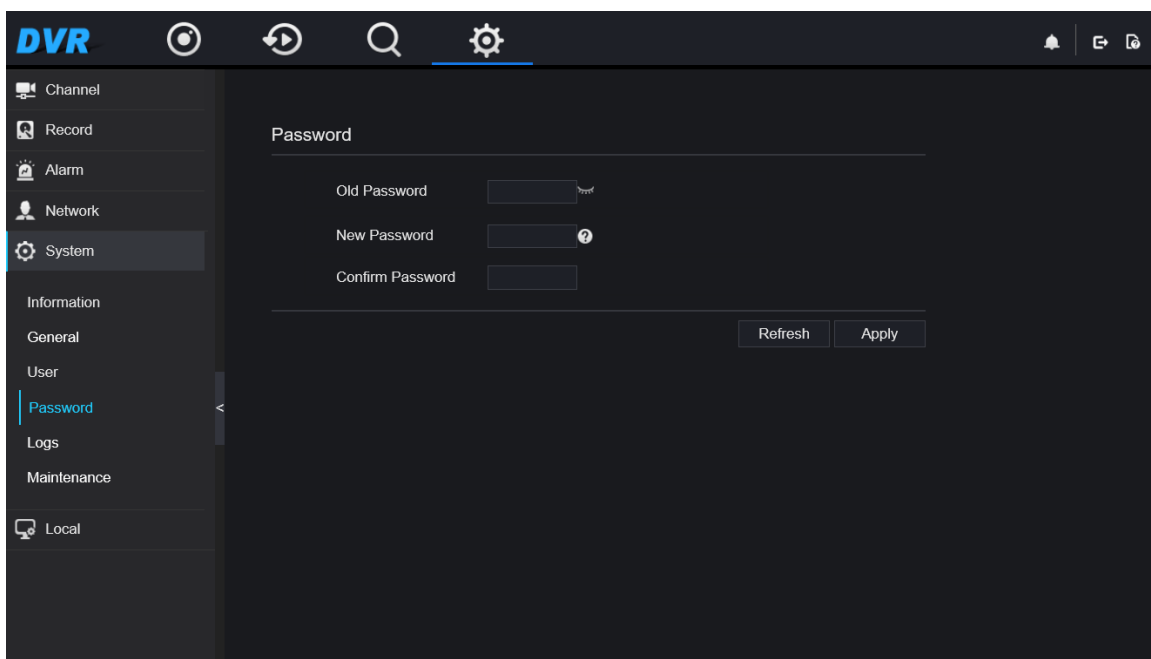 DVR
Channel
Record
Alarm
Network
System
Information
General
User
Password
Logs
Maintenance
Local
Password
Old Password
New Password
Confirm Password
Refresh
Apply